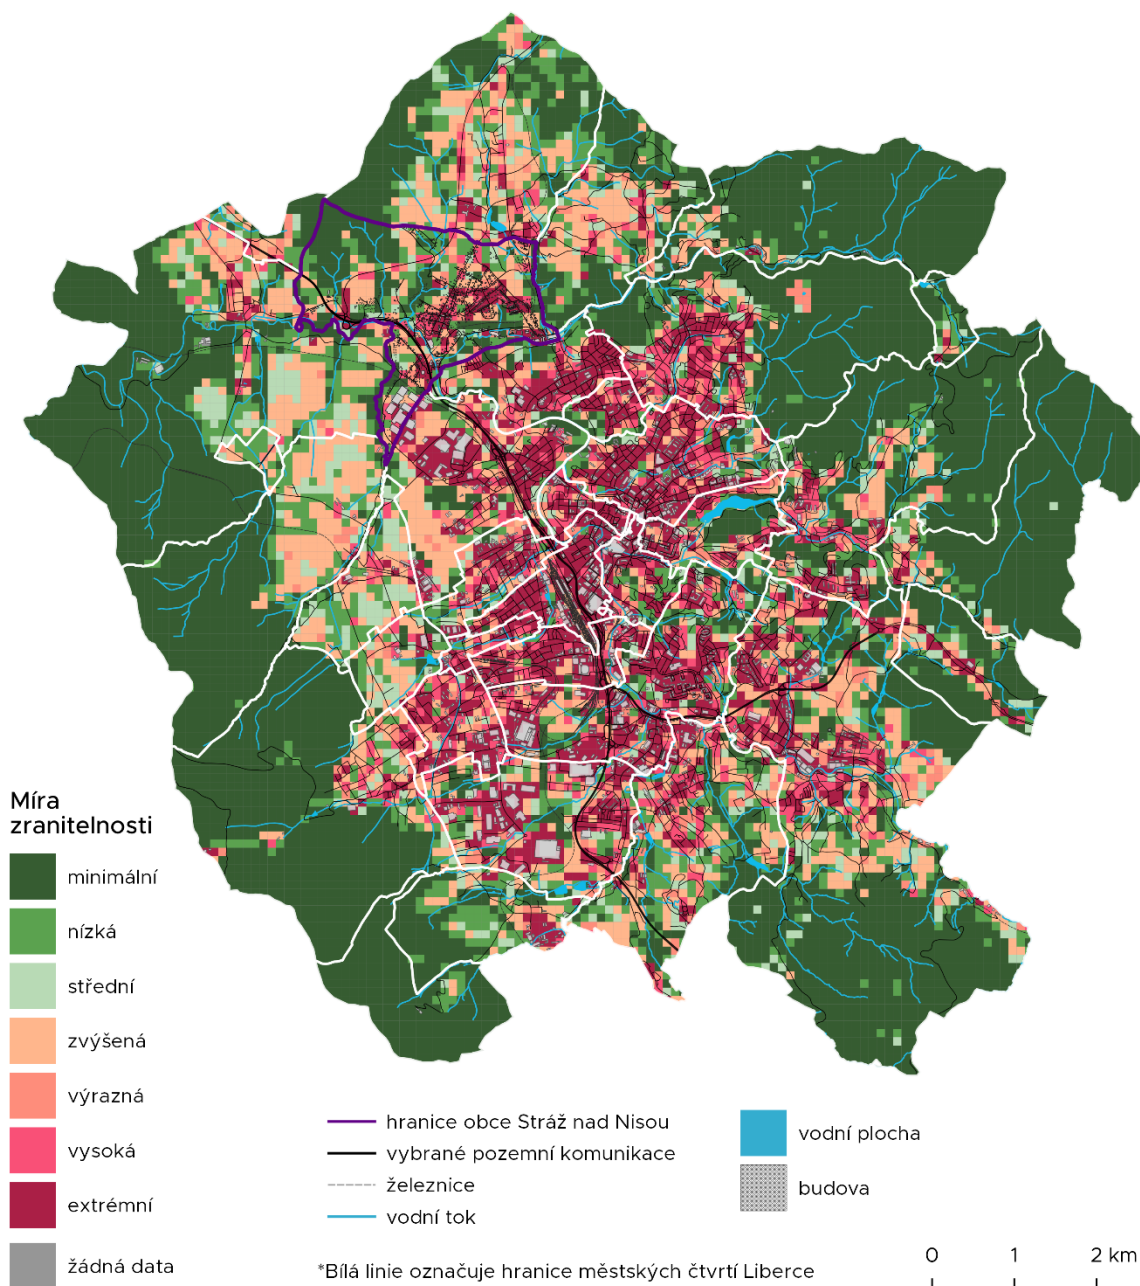 Míra
zranitelnosti
minimální
nízká
střední
zvýšená
výrazná
vysoká
extrémní
žádná data
hranice obce Stráž nad Nisou
vybrané pozemní komunikace
železnice
vodní tok
vodní plocha
budova
*Bílá linie označuje hranice městských čtvrtí Liberce
0 1 2 km